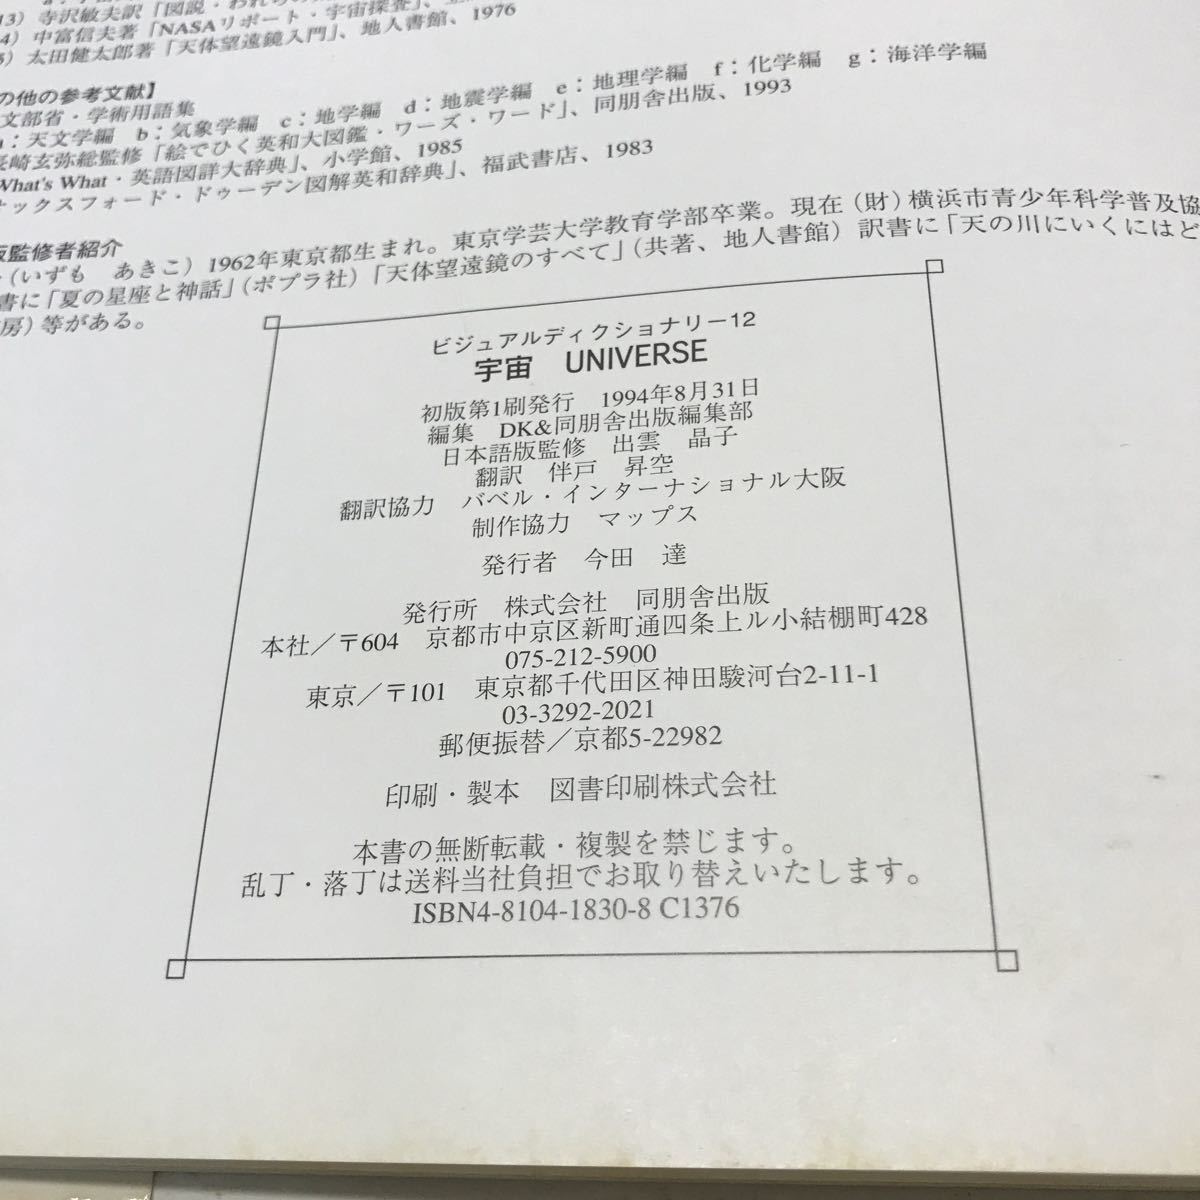 13) 寺沢敏夫訳「図説・われらの
4) 中富信夫著「NASAリポート・宇宙探査」、
5) 太田健太郎著「天体望遠鏡入門」、地人書館、1976
の他の参考文献】
文部省・学術用語集
a：天文学編 b：気象学編 c：地学編 d：地震学編 e：地理学編 f：化学編 g：海洋学編
長崎玄弥総監修「絵でひく英和大図鑑・ワーズ・ワード」、同朋舎出版、1993
What's What・英語図詳大辞典」、小学館、1985
ックスフォード・ドゥーデン図解英和辞典」、福武書店、1983
版監修者紹介
（いずも あきこ）1962年東京都生まれ。東京学芸大学教育学部卒業。現在（財）横浜市青少年科学普及協
書に「夏の星座と神話」（ポプラ社）「天体望遠鏡のすべて」（共著、地人書館）訳書に「天の川にいくにはど
房）等がある。
ビジュアルディクショナリー12
宇宙 UNIVERSE
初版第1刷発行 1994年8月31日
編集 DK&同朋舎出版編集部
日本語版監修 出雲 晶子
翻訳 伴戸 昇空
翻訳協力 バベル・インターナショナル大阪
制作協力 マップス
発行者 今田 達
発行所 株式会社 同朋舎出版
本社／〒604 京都市中京区新町通四条上ル小結棚町428
075-212-5900
東京／〒101 東京都千代田区神田駿河台2-11-1
03-3292-2021
郵便振替／京都5-22982
印刷・製本 図書印刷株式会社
本書の無断転載・複製を禁じます。
乱丁・落丁は送料当社負担でお取り替えいたします。
ISBN4-8104-1830-8 C1376